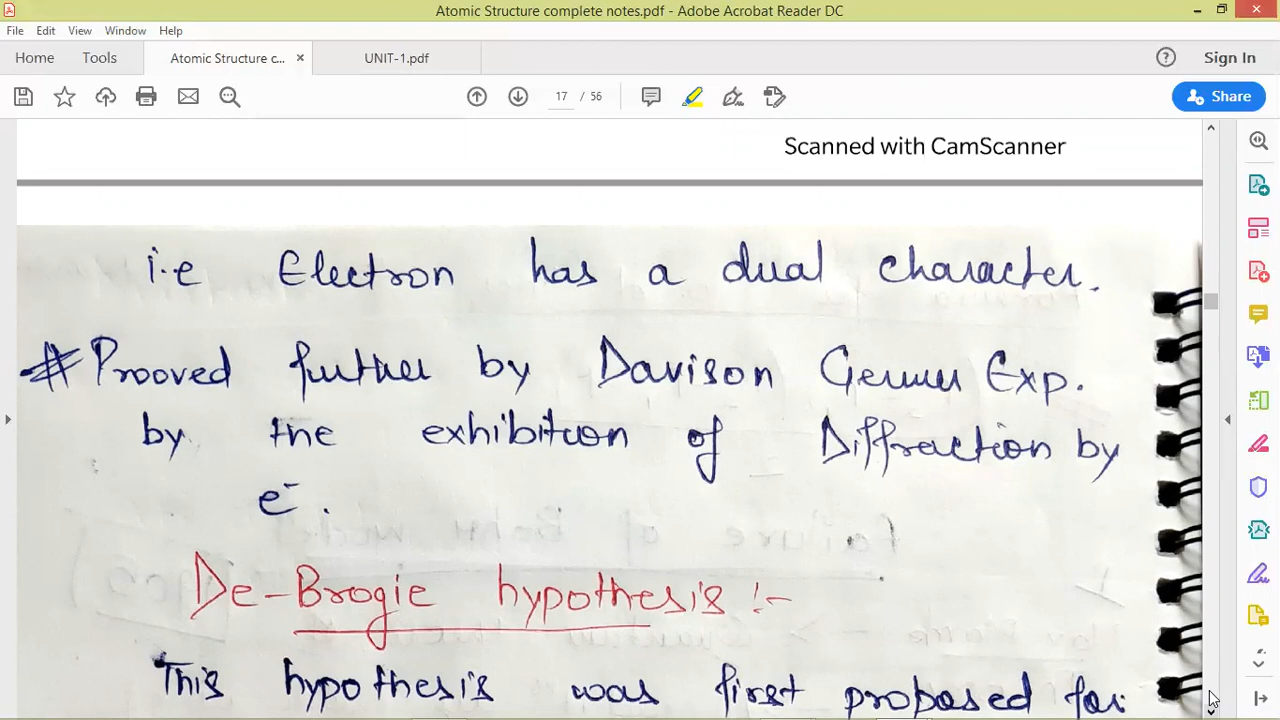 Atomic Structure complete notes.pdf - Adobe Acrobat Reader DC
File Edit View Window Help
Home Tools Atomic Structure c... × UNIT-1.pdf Sign In
17 / 56 Share
Scanned with CamScanner
i.e Electron has a dual character.
# Prooved further by Davison Germer Exp.
by the exhibition of Diffraction by
e⁻.
De-Brogie hypothesis :-
This hypothesis was first proposed for